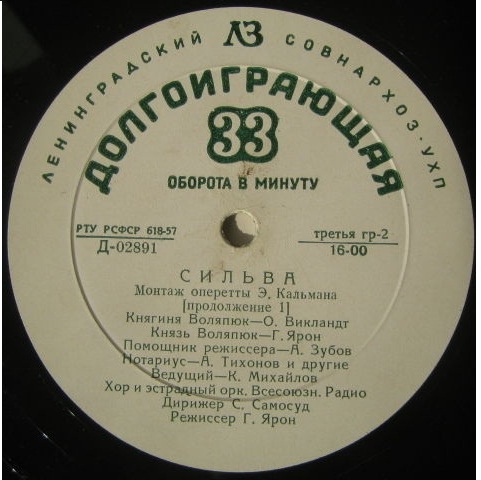 ЛЕНИНГРАДСКИЙ ЛЗ СОВНАРХОЗ · УХП
ДОЛГОИГРАЮЩАЯ
33
ОБОРОТА В МИНУТУ
РТУ РСФСР 618-57
Д-02891
третья гр-2
16-00
СИЛЬВА
Монтаж оперетты Э. Кальмана
[продолжение 1]
Княгиня Воляпюк—О. Викландт
Князь Воляпюк—Г. Ярон
Помощник режиссера—А. Зубов
Нотариус—А. Тихонов и другие
Ведущий—К. Михайлов
Хор и эстрадный орк. Всесоюзн. Радио
Дирижер С. Самосуд
Режиссер Г. Ярон